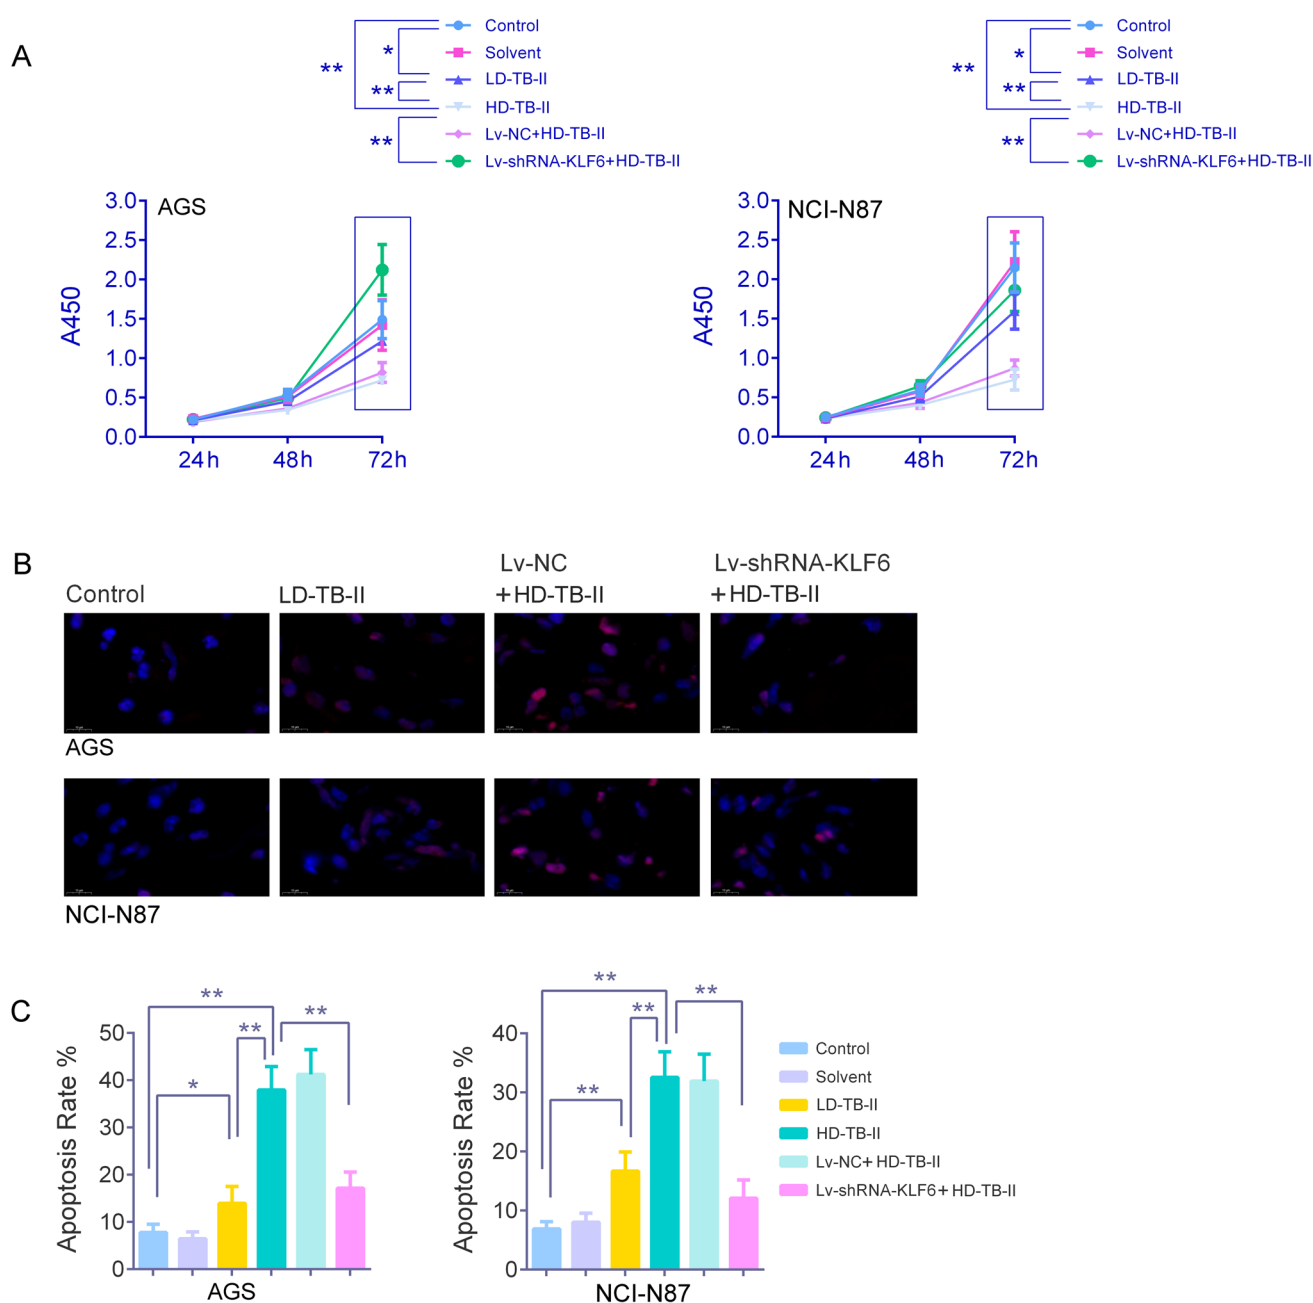 A
Control
Solvent
LD-TB-II
HD-TB-II
Lv-NC+HD-TB-II
Lv-shRNA-KLF6+HD-TB-II
*
**
**
**
Control
Solvent
LD-TB-II
HD-TB-II
Lv-NC+HD-TB-II
Lv-shRNA-KLF6+HD-TB-II
*
**
**
**
AGS
A450
3.0
2.5
2.0
1.5
1.0
0.5
0.0
24h 48h 72h
NCI-N87
A450
3.0
2.5
2.0
1.5
1.0
0.5
0.0
24h 48h 72h
B
Control
LD-TB-II
Lv-NC
+HD-TB-II
Lv-shRNA-KLF6
+HD-TB-II
AGS
NCI-N87
C
Apoptosis Rate %
50
40
30
20
10
0
**
**
**
*
AGS
Apoptosis Rate %
40
30
20
10
0
**
**
**
**
NCI-N87
Control
Solvent
LD-TB-II
HD-TB-II
Lv-NC+HD-TB-II
Lv-shRNA-KLF6+HD-TB-II